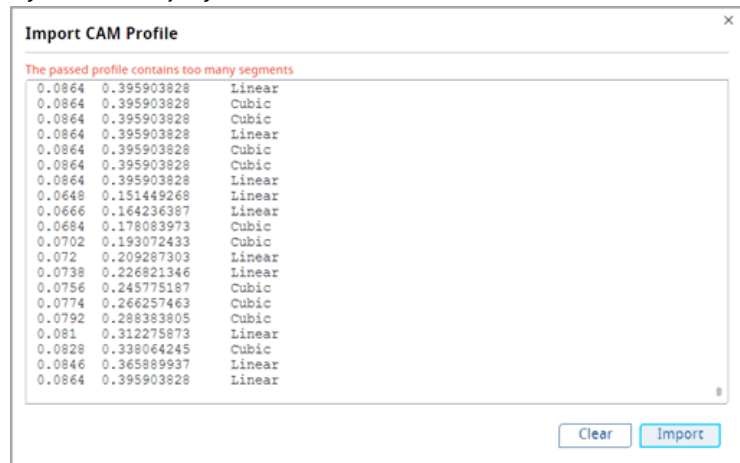 ×
Import CAM Profile
The passed profile contains too many segments
0.0864 0.395903828 Linear
0.0864 0.395903828 Cubic
0.0864 0.395903828 Cubic
0.0864 0.395903828 Linear
0.0864 0.395903828 Cubic
0.0864 0.395903828 Cubic
0.0864 0.395903828 Linear
0.0648 0.151449268 Linear
0.0666 0.164236387 Linear
0.0684 0.178083973 Cubic
0.0702 0.193072433 Cubic
0.072 0.209287303 Linear
0.0738 0.226821346 Linear
0.0756 0.245775187 Cubic
0.0774 0.266257463 Cubic
0.0792 0.288383805 Cubic
0.081 0.312275873 Linear
0.0828 0.338064245 Cubic
0.0846 0.365889937 Linear
0.0864 0.395903828 Linear
Clear Import